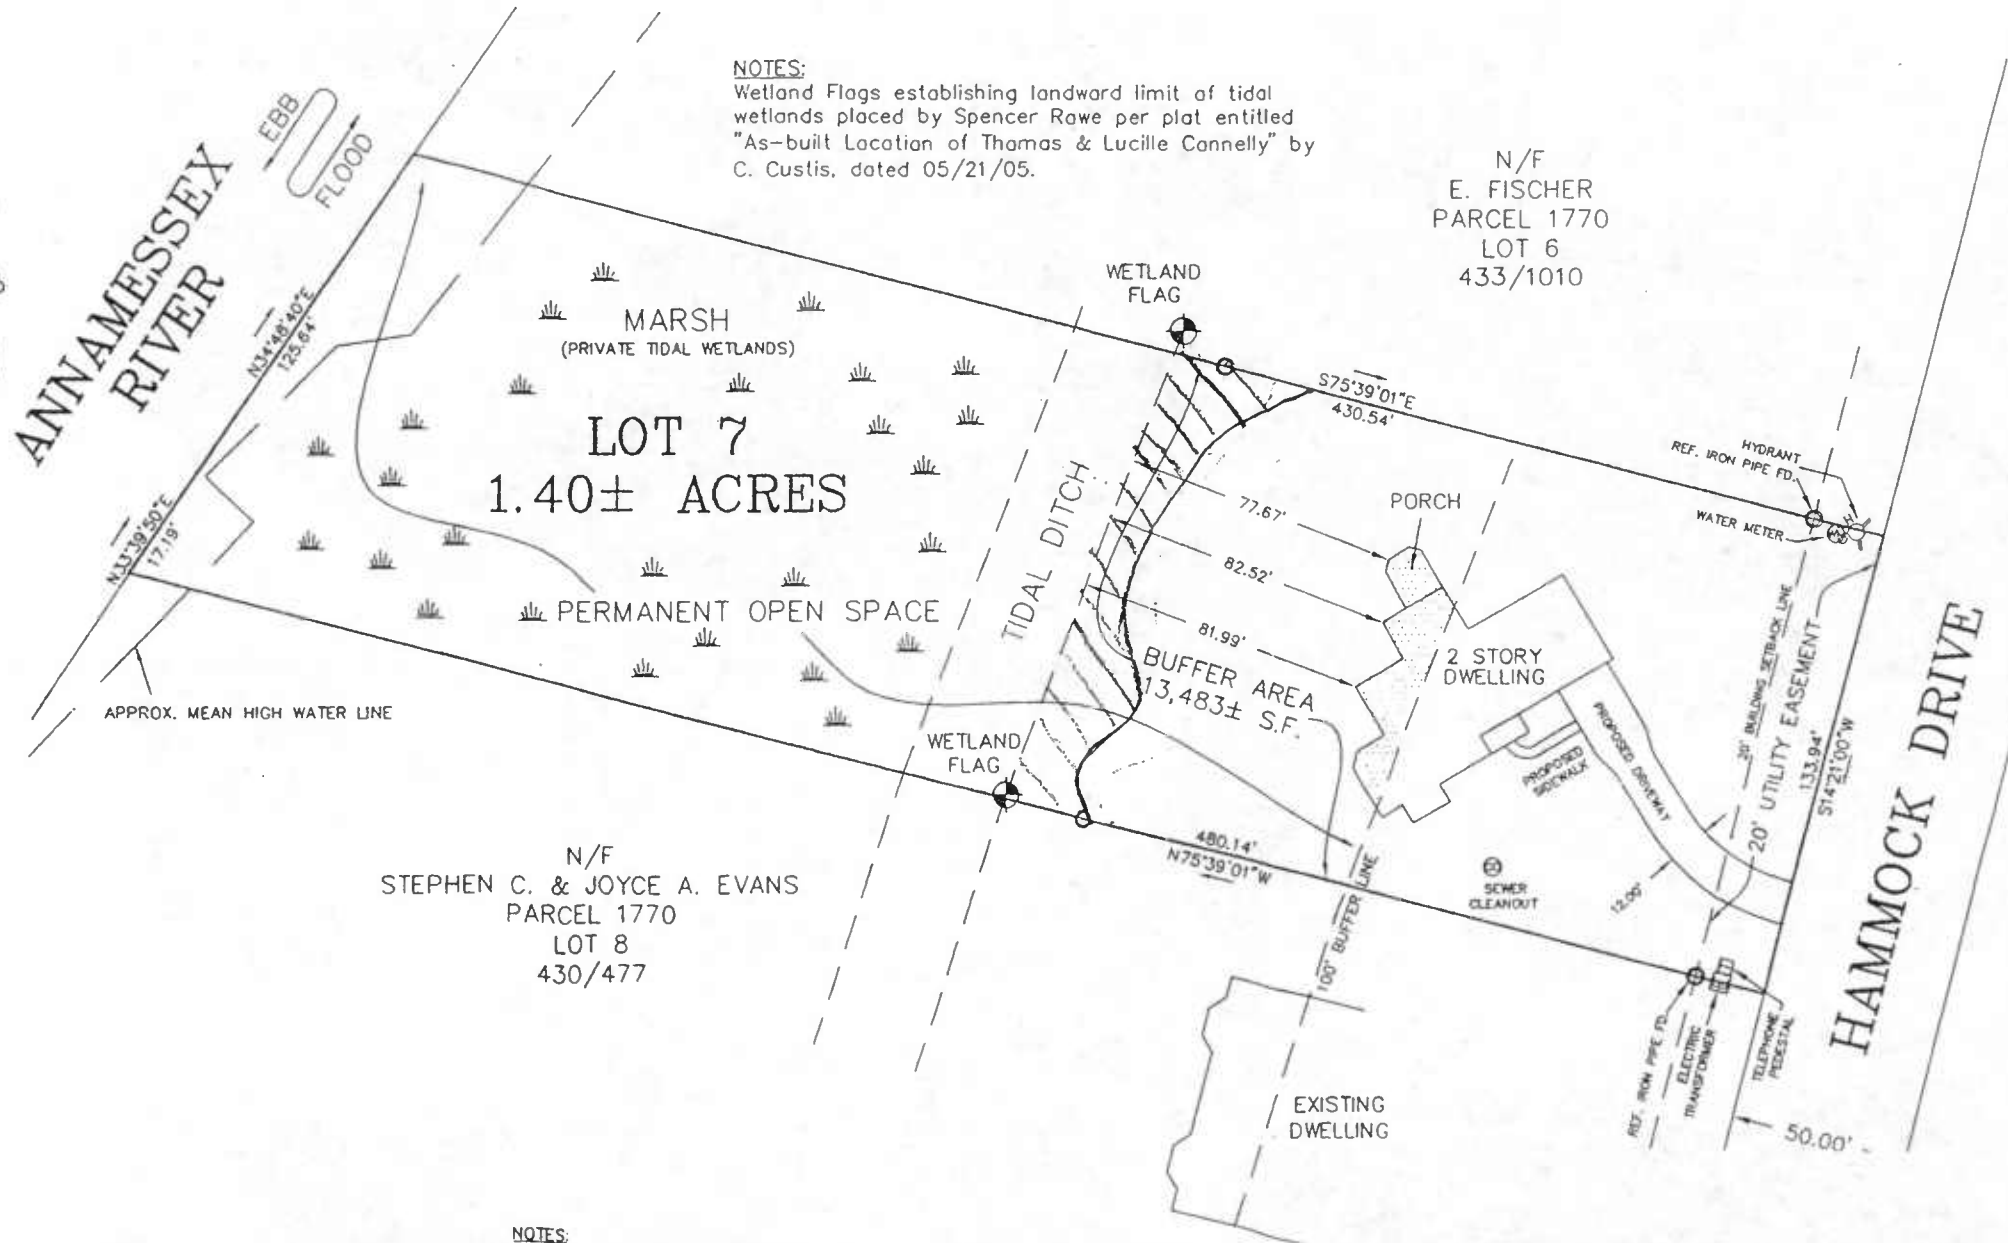 NOTES:
Wetland Flags establishing landward limit of tidal
wetlands placed by Spencer Rowe per plat entitled
"As-built Location of Thomas & Lucille Connelly" by
C. Custis, dated 05/21/05.
EBB
FLOOD
ANNAMESSEX
RIVER
N34°48'40"E
125.64'
N33°39'50"E
17.19'
N/F
E. FISCHER
PARCEL 1770
LOT 6
433/1010
WETLAND
FLAG
MARSH
(PRIVATE TIDAL WETLANDS)
LOT 7
1.40± ACRES
PERMANENT OPEN SPACE
TIDAL DITCH
S75°39'01"E
430.54'
HYDRANT
REF. IRON PIPE FD.
WATER METER
PORCH
77.67'
82.52'
81.99'
BUFFER AREA
13,483± S.F.
2 STORY
DWELLING
PROPOSED
SIDEWALK
PROPOSED DRIVEWAY
20' BUILDING SETBACK LINE
20' UTILITY EASEMENT
133.94'
S14°21'00"W
HAMMOCK DRIVE
APPROX. MEAN HIGH WATER LINE
WETLAND
FLAG
480.14'
N75°39'01"W
SEWER
CLEANOUT
12.00'
100' BUFFER LINE
N/F
STEPHEN C. & JOYCE A. EVANS
PARCEL 1770
LOT 8
430/477
REF. IRON PIPE FD.
ELECTRIC
TRANSFORMER
TELEPHONE
PEDESTAL
50.00'
EXISTING
DWELLING
NOTES: